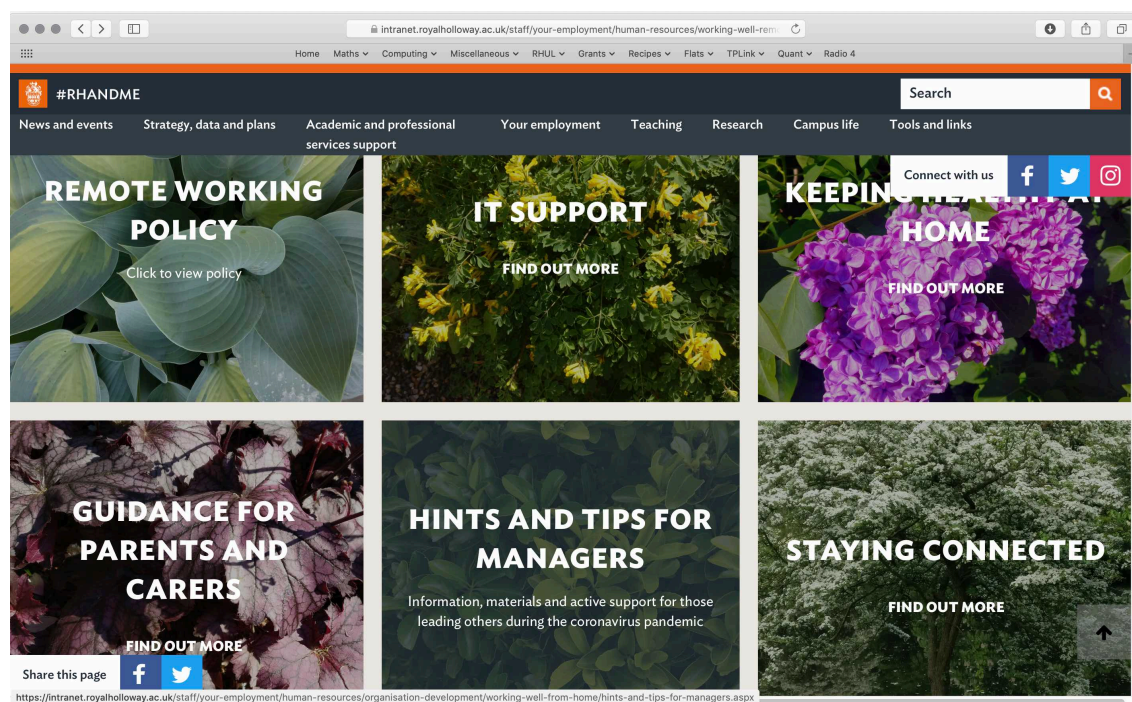 intranet.royalholloway.ac.uk/staff/your-employment/human-resources/working-well-rem
Home Maths Computing Miscellaneous RHUL Grants Recipes Flats TPLink Quant Radio 4
#RHANDME
Search
News and events Strategy, data and plans Academic and professional Your employment Teaching Research Campus life Tools and links
services support
Connect with us
REMOTE WORKING
POLICY
Click to view policy
IT SUPPORT
FIND OUT MORE
KEEPING HEALTHY AT
HOME
FIND OUT MORE
GUIDANCE FOR
PARENTS AND
CARERS
FIND OUT MORE
HINTS AND TIPS FOR
MANAGERS
Information, materials and active support for those
leading others during the coronavirus pandemic
STAYING CONNECTED
FIND OUT MORE
Share this page
https://intranet.royalholloway.ac.uk/staff/your-employment/human-resources/organisation-development/working-well-from-home/hints-and-tips-for-managers.aspx